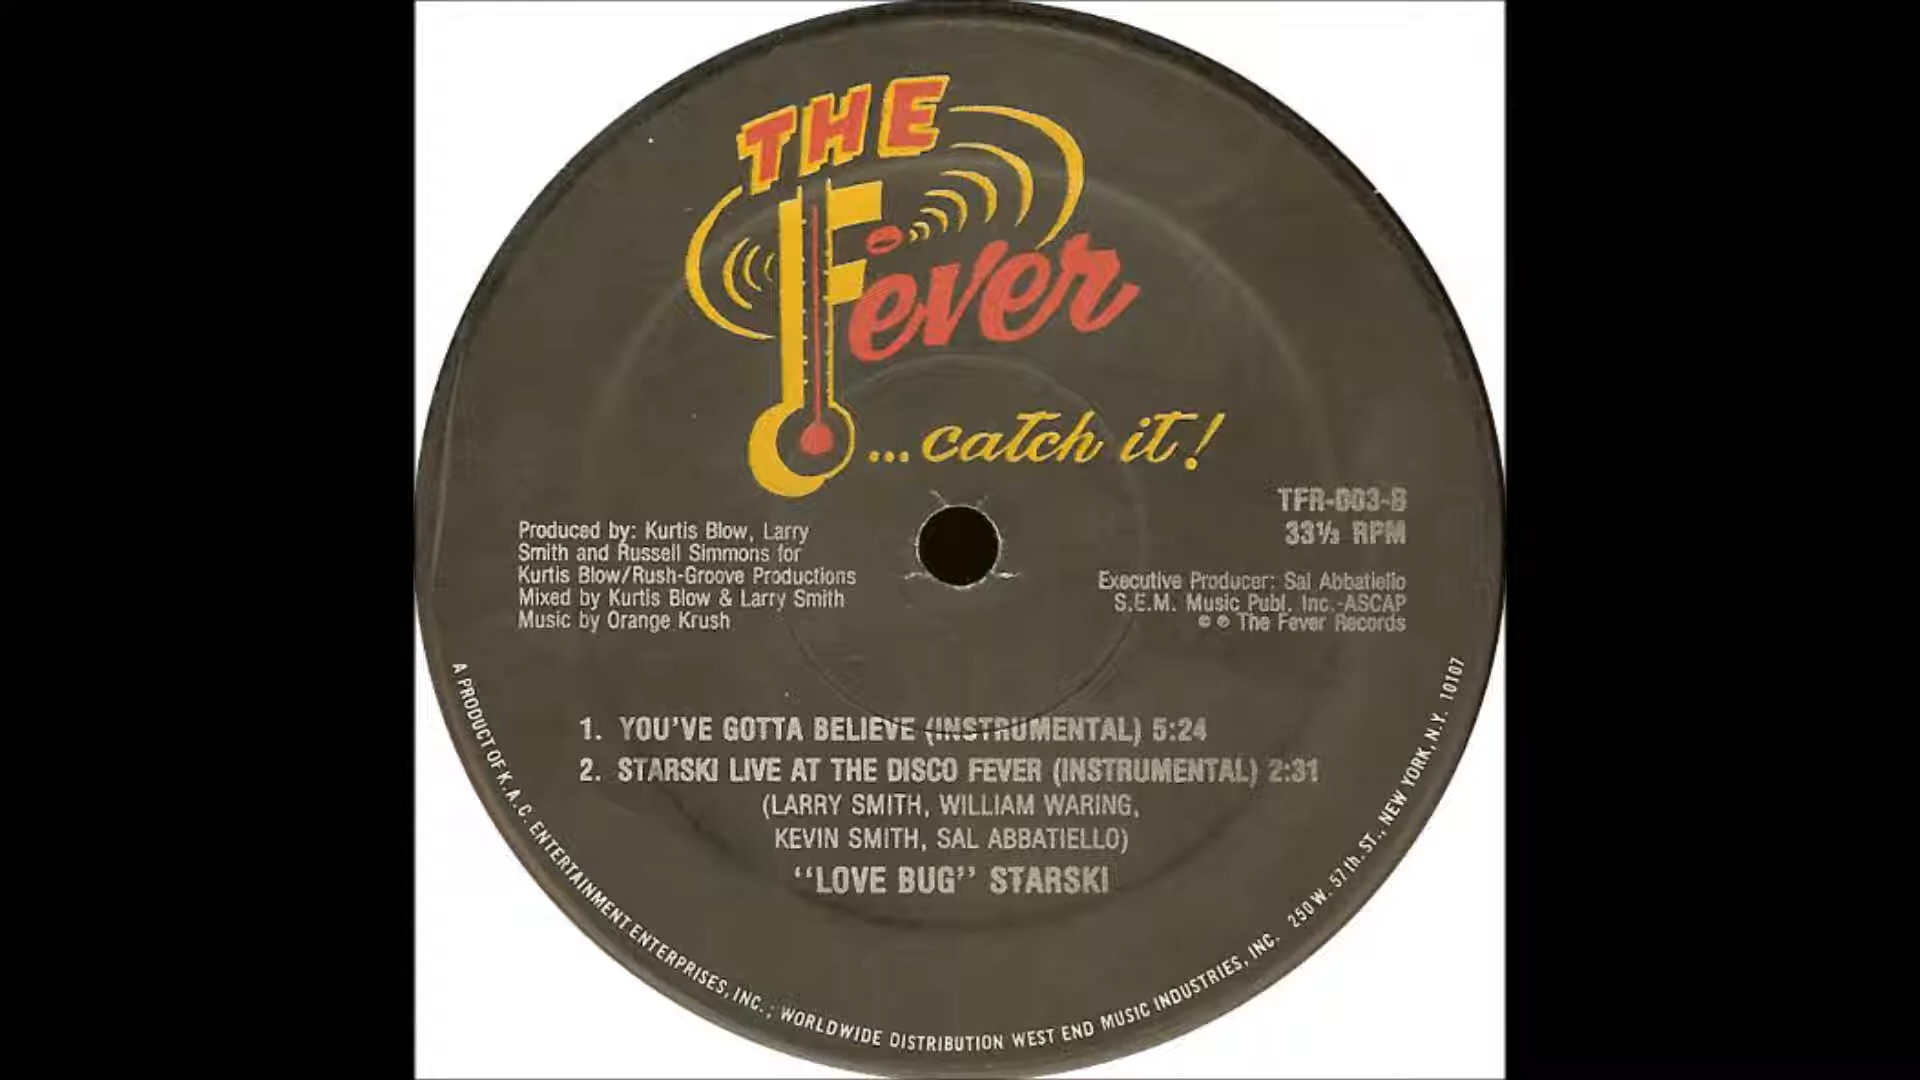 THE
Fever
...catch it!
TFR-003-B
33⅓ RPM
Produced by: Kurtis Blow, Larry
Smith and Russell Simmons for
Kurtis Blow/Rush-Groove Productions
Mixed by Kurtis Blow & Larry Smith
Music by Orange Krush
Executive Producer: Sal Abbatiello
S.E.M. Music Publ. Inc.-ASCAP
© ℗ The Fever Records
1. YOU'VE GOTTA BELIEVE (INSTRUMENTAL) 5:24
2. STARSKI LIVE AT THE DISCO FEVER (INSTRUMENTAL) 2:31
(LARRY SMITH, WILLIAM WARING,
KEVIN SMITH, SAL ABBATIELLO)
“LOVE BUG” STARSKI
A PRODUCT OF K.A.C. ENTERTAINMENT ENTERPRISES, INC.; WORLDWIDE DISTRIBUTION WEST END MUSIC INDUSTRIES, INC. 250 W. 57th. ST., NEW YORK, N.Y. 10107